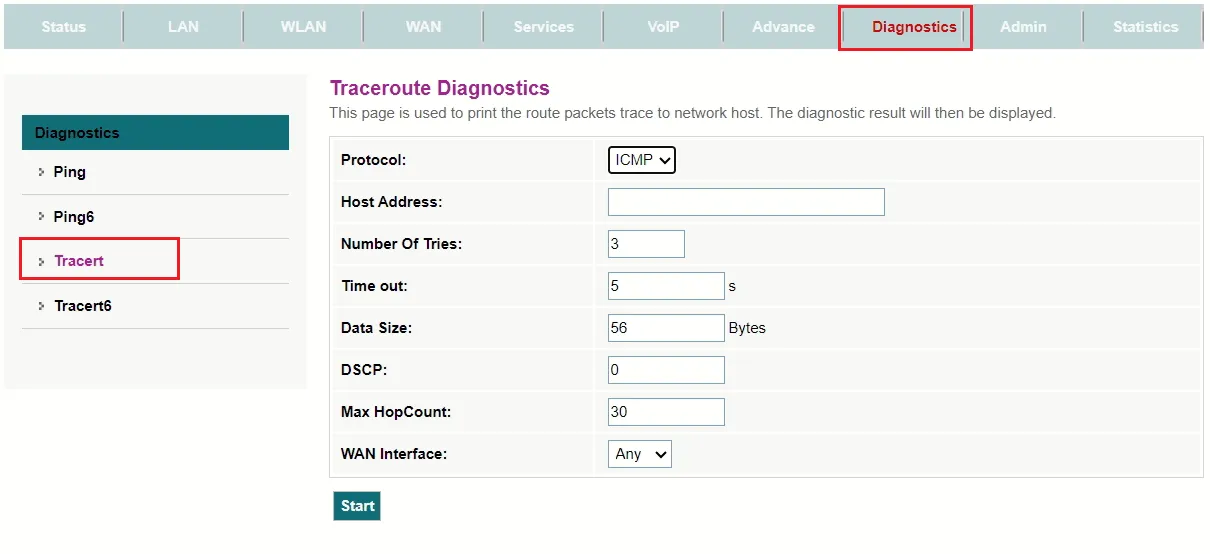 Status LAN WLAN WAN Services VoIP Advance Diagnostics Admin Statistics
Diagnostics
Ping
Ping6
Tracert
Tracert6
Traceroute Diagnostics
This page is used to print the route packets trace to network host. The diagnostic result will then be displayed.
Protocol: ICMP
Host Address:
Number Of Tries: 3
Time out: 5 s
Data Size: 56 Bytes
DSCP: 0
Max HopCount: 30
WAN Interface: Any
Start